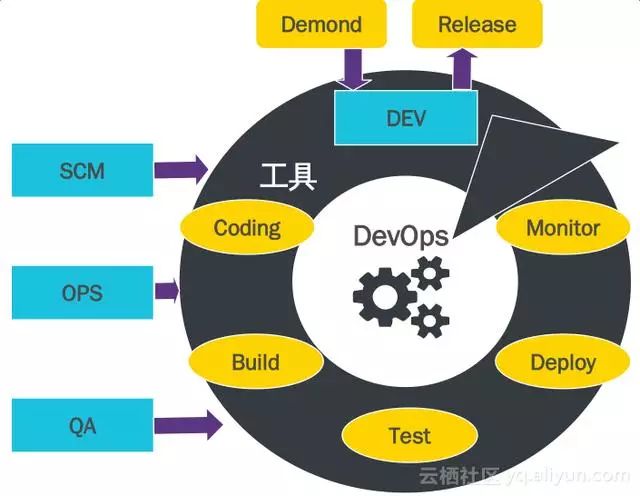 Demond
Release
DEV
SCM
工具
Coding
DevOps
Monitor
OPS
Build
Deploy
QA
Test
云栖社区 yq.aliyun.com